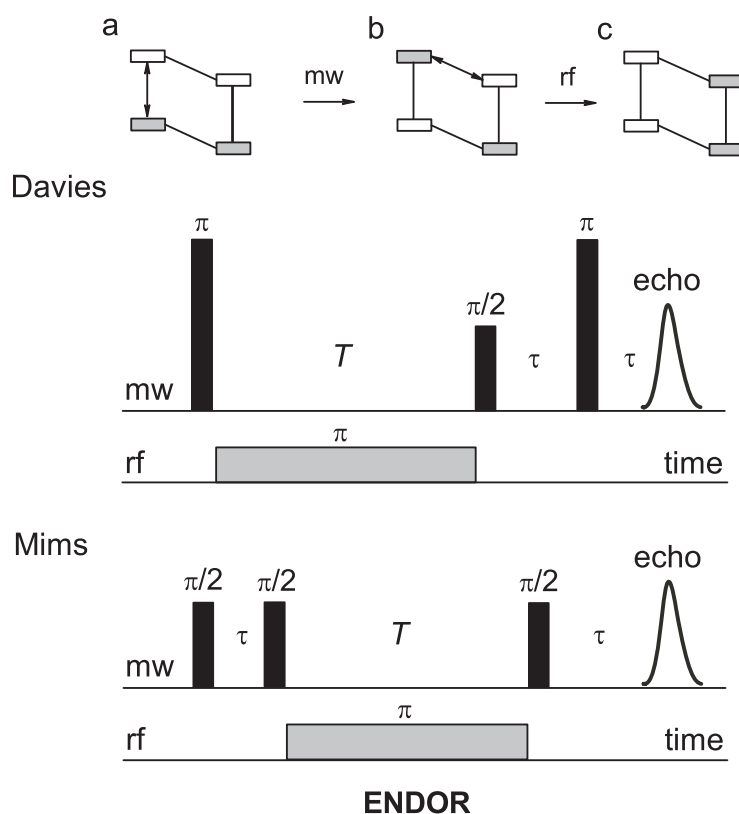 a b c
mw rf
Davies
π π
π/2 echo
T τ τ
mw
π
rf time
Mims
echo
π/2 π/2 π/2
τ T τ
mw
π
rf time
ENDOR